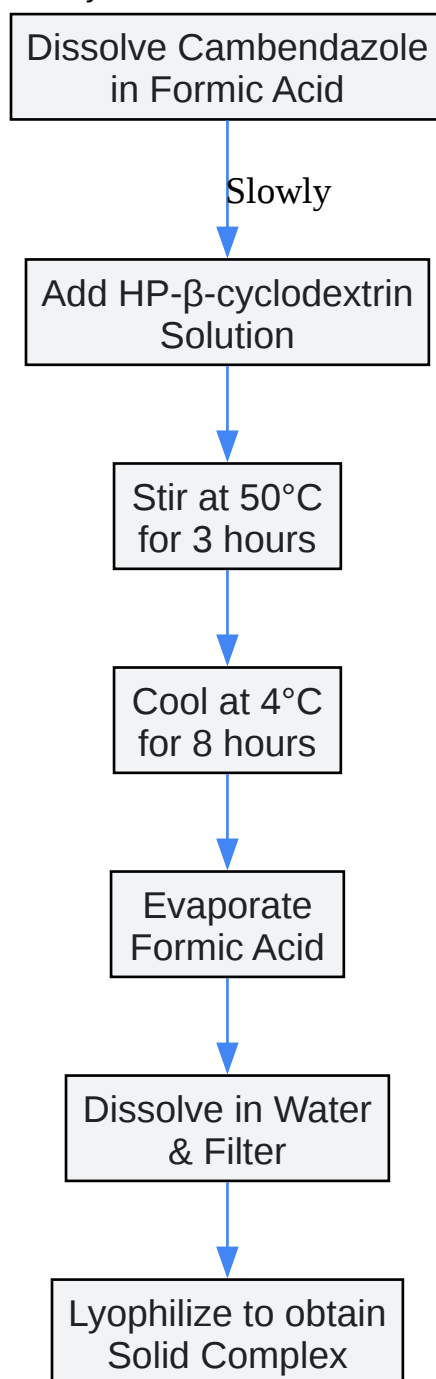 Dissolve Cambendazole
in Formic Acid
Slowly
Add HP-β-cyclodextrin
Solution
Stir at 50°C
for 3 hours
Cool at 4°C
for 8 hours
Evaporate
Formic Acid
Dissolve in Water
& Filter
Lyophilize to obtain
Solid Complex